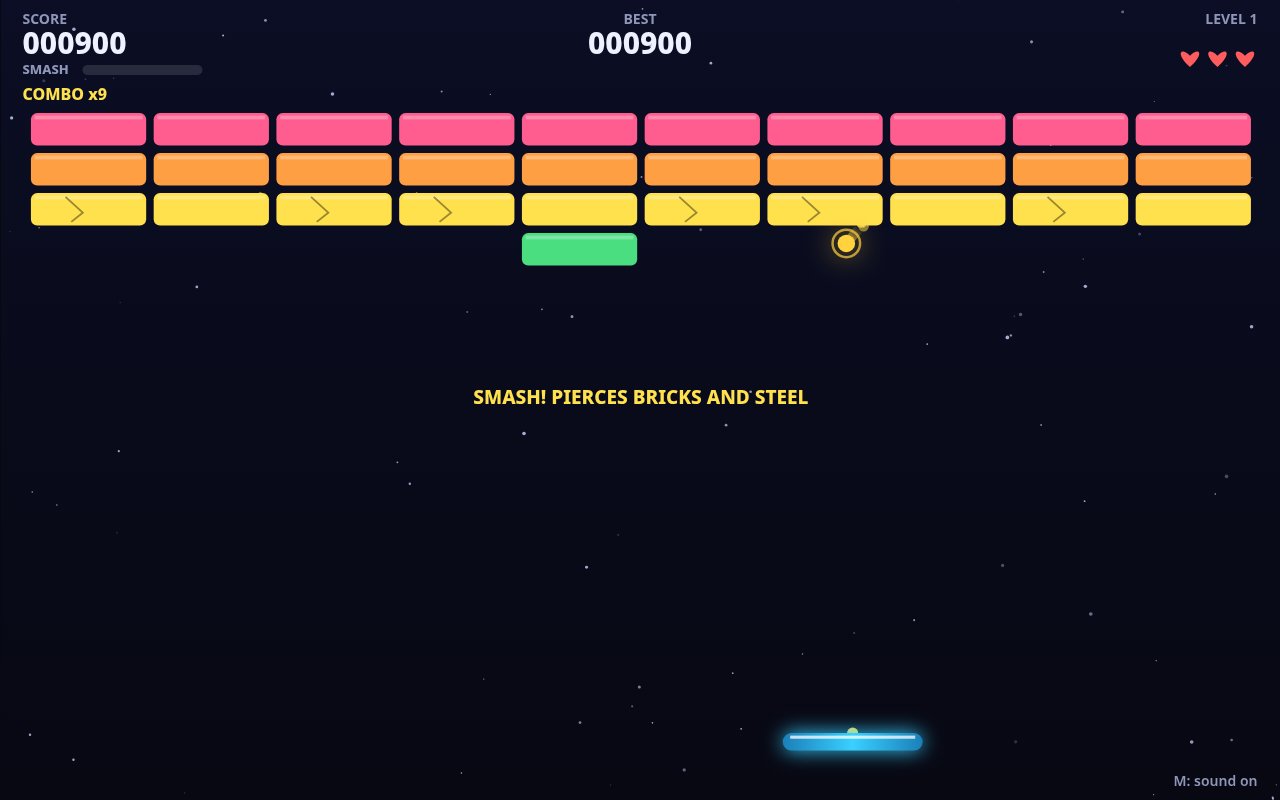 SCORE
000900
SMASH
COMBO x9
BEST
000900
LEVEL 1
SMASH! PIERCES BRICKS AND STEEL
M: sound on